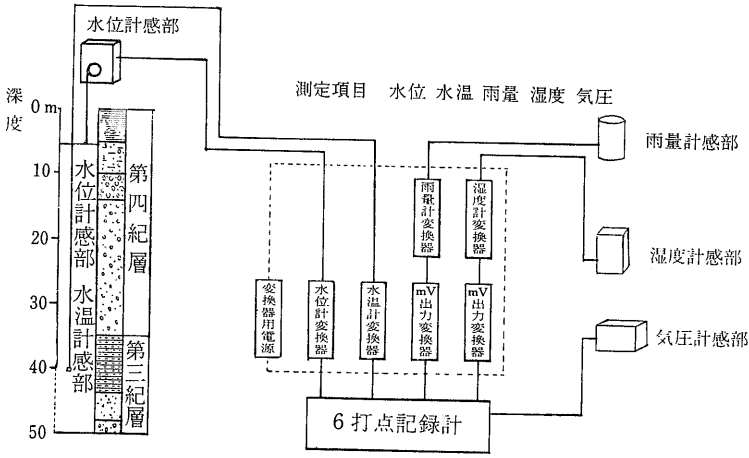 水位計感部
測定項目 水位 水温 雨量 湿度 気圧
深度
0m
10
20
30
40
50
水位計感部
水温計感部
第四紀層
第三紀層
雨量計感部
湿度計感部
気圧計感部
雨量計変換器
湿度計変換器
変換器用電源
水位計変換器
水温計変換器
mV出力変換器
mV出力変換器
6打点記録計